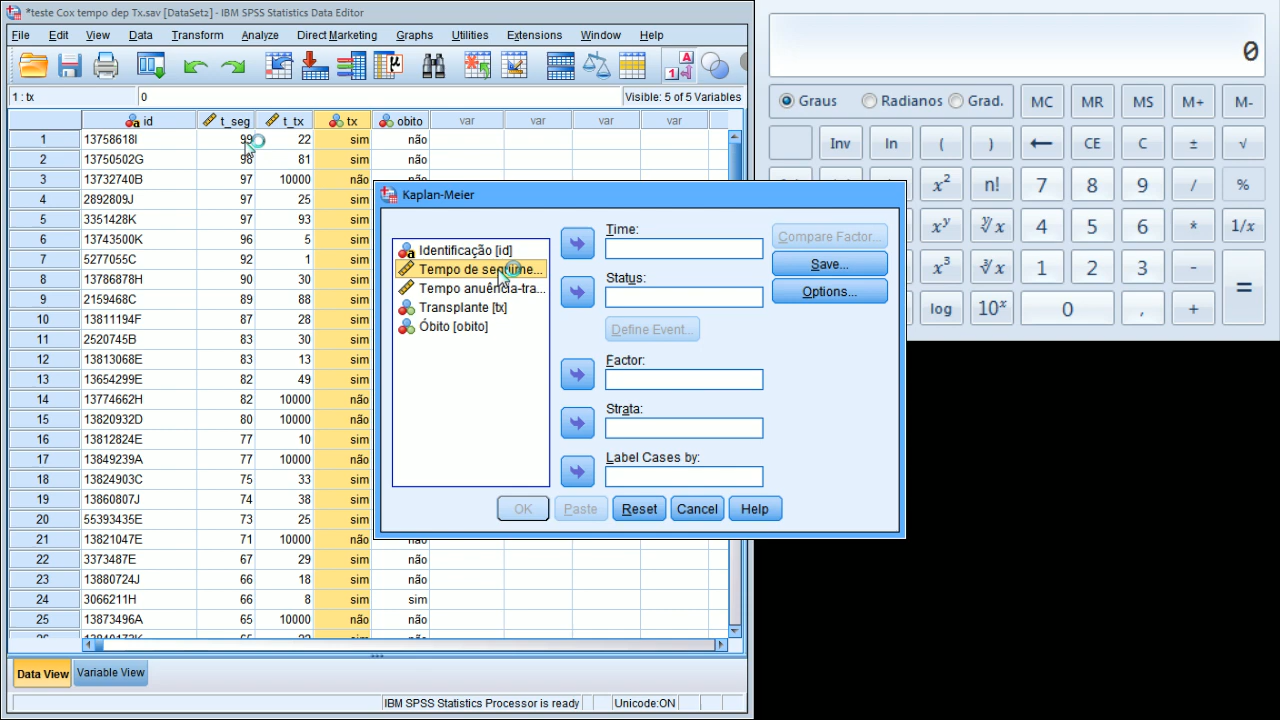 *teste Cox tempo dep Tx.sav [DataSet2] - IBM SPSS Statistics Data Editor
File Edit View Data Transform Analyze Direct Marketing Graphs Utilities Extensions Window Help
1 : tx 0 Visible: 5 of 5 Variables
id t_seg t_tx tx obito var var var var
1 13758618I 99 22 sim não
2 13750502G 98 81 sim não
3 13732740B 97 10000 não não
4 2892809J 97 25 sim
5 3351428K 97 93 sim
6 13743500K 96 5 sim
7 5277055C 92 1 sim
8 13786878H 90 30 sim
9 2159468C 89 88 sim
10 13811194F 87 28 sim
11 2520745B 83 30 sim
12 13813068E 83 13 sim
13 13654299E 82 49 sim
14 13774662H 82 10000 não
15 13820932D 80 10000 não
16 13812824E 77 10 sim
17 13849239A 77 10000 não
18 13824903C 75 33 sim
19 13860807J 74 38 sim
20 55393435E 73 25 sim
21 13821047E 71 10000 não não
22 3373487E 67 29 sim não
23 13880724J 66 18 sim não
24 3066211H 66 8 sim sim
25 13873496A 65 10000 não não
Data View Variable View
IBM SPSS Statistics Processor is ready Unicode:ON
Kaplan-Meier
Identificação [id]
Tempo de seguime...
Tempo anuência-tra...
Transplante [tx]
Óbito [obito]
Time:
Status:
Define Event...
Factor:
Strata:
Label Cases by:
Compare Factor...
Save...
Options...
OK Paste Reset Cancel Help
0
Graus Radianos Grad. MC MR MS M+ M-
Inv ln ( ) ← CE C ± √
x² n! 7 8 9 / %
xʸ ʸ√x 4 5 6 * 1/x
x³ ³√x 1 2 3 - =
log 10ˣ 0 , +